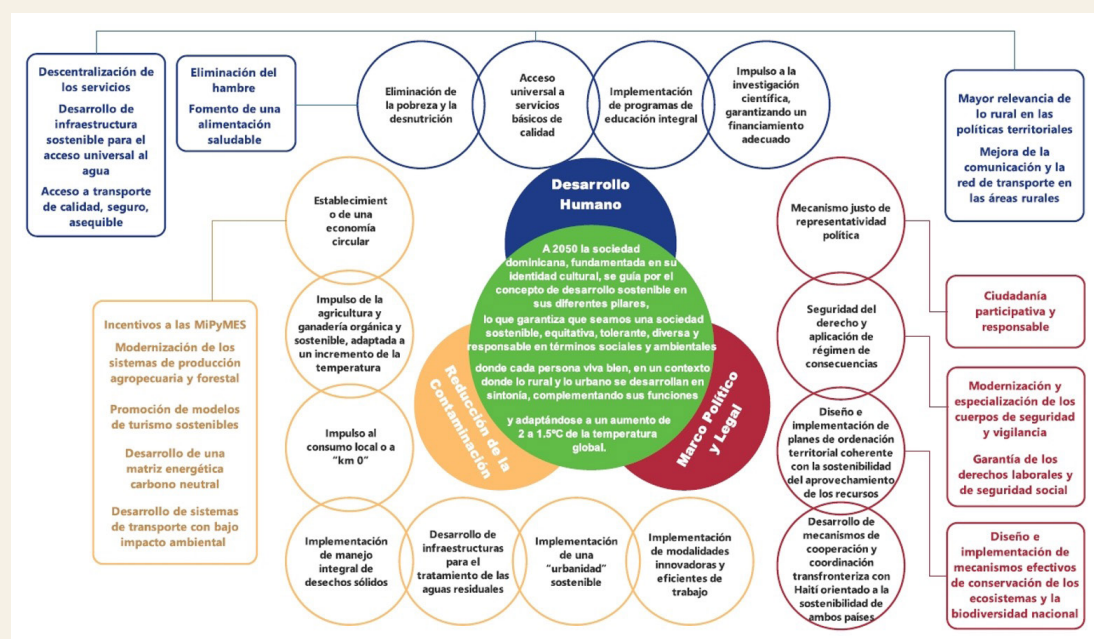 Descentralización de
los servicios
Desarrollo de
infraestructura
sostenible para el
acceso universal al
agua
Acceso a transporte
de calidad, seguro,
asequible
Eliminación del
hambre
Fomento de una
alimentación
saludable
Eliminación de
la pobreza y la
desnutrición
Acceso
universal a
servicios
básicos de
calidad
Implementación
de programas de
educación integral
Impulso a la
investigación
científica,
garantizando un
financiamiento
adecuado
Mayor relevancia de
lo rural en las
políticas territoriales
Mejora de la
comunicación y la
red de transporte en
las áreas rurales
Desarrollo
Humano
A 2050 la sociedad
dominicana, fundamentada en su
identidad cultural, se guía por el
concepto de desarrollo sostenible en
sus diferentes pilares,
lo que garantiza que seamos una sociedad
sostenible, equitativa, tolerante, diversa y
responsable en términos sociales y ambientales
donde cada persona viva bien, en un contexto
donde lo rural y lo urbano se desarrollan en
sintonía, complementando sus funciones
y adaptándose a un aumento de
2 a 1.5ºC de la temperatura
global.
Reducción de la
Contaminación
Marco Político
y Legal
Establecimient
o de una
economía
circular
Impulso de la
agricultura y
ganadería orgánica y
sostenible, adaptada a
un incremento de la
temperatura
Impulso al
consumo local o a
“km 0”
Implementación
de manejo
integral de
desechos sólidos
Desarrollo de
infraestructuras
para el
tratamiento de las
aguas residuales
Implementación
de una
“urbanidad”
sostenible
Implementación
de modalidades
innovadoras y
eficientes de
trabajo
Incentivos a las MiPyMES
Modernización de los
sistemas de producción
agropecuaria y forestal
Promoción de modelos
de turismo sostenibles
Desarrollo de una
matriz energética
carbono neutral
Desarrollo de sistemas
de transporte con bajo
impacto ambiental
Mecanismo justo de
representatividad
política
Seguridad del
derecho y
aplicación de
régimen de
consecuencias
Diseño e
implementación de
planes de ordenación
territorial coherente
con la sostenibilidad
del aprovechamiento
de los recursos
Desarrollo de
mecanismos de
cooperación y
coordinación
transfronteriza con
Haití orientado a la
sostenibilidad de
ambos países
Ciudadanía
participativa y
responsable
Modernización y
especialización de los
cuerpos de seguridad
y vigilancia
Garantía de los
derechos laborales y
de seguridad social
Diseño e
implementación de
mecanismos efectivos
de conservación de los
ecosistemas y la
biodiversidad nacional